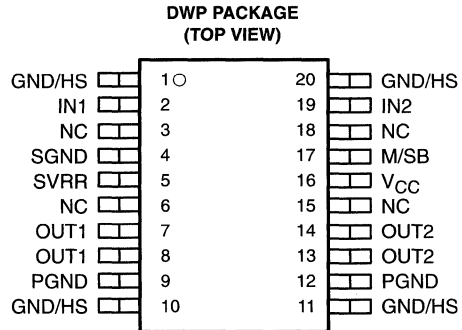 DWP PACKAGE
(TOP VIEW)
GND/HS 1 20 GND/HS
IN1 2 19 IN2
NC 3 18 NC
SGND 4 17 M/SB
SVRR 5 16 VCC
NC 6 15 NC
OUT1 7 14 OUT2
OUT1 8 13 OUT2
PGND 9 12 PGND
GND/HS 10 11 GND/HS